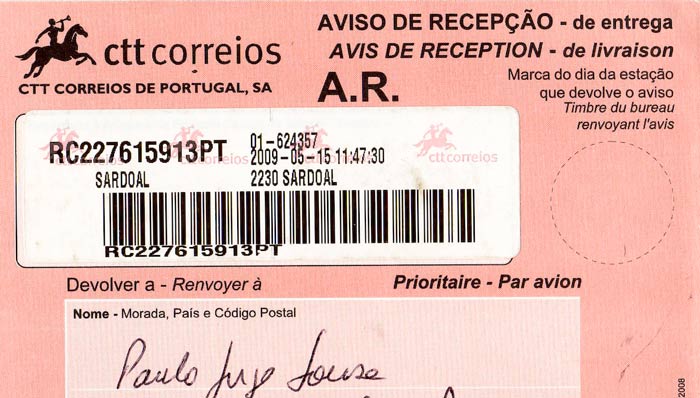 ctt correios
CTT CORREIOS DE PORTUGAL, SA
AVISO DE RECEPÇÃO - de entrega
AVIS DE RECEPTION - de livraison
A.R.
Marca do dia da estação
que devolve o aviso
Timbre du bureau
renvoyant l'avis
RC227615913PT
01-624357
2009-05-15 11:47:30
ctt correios
SARDOAL
2230 SARDOAL
RC227615913PT
Devolver a - Renvoyer à
Prioritaire - Par avion
Nome - Morada, País e Código Postal
Paulo Jorge Sousa
2008